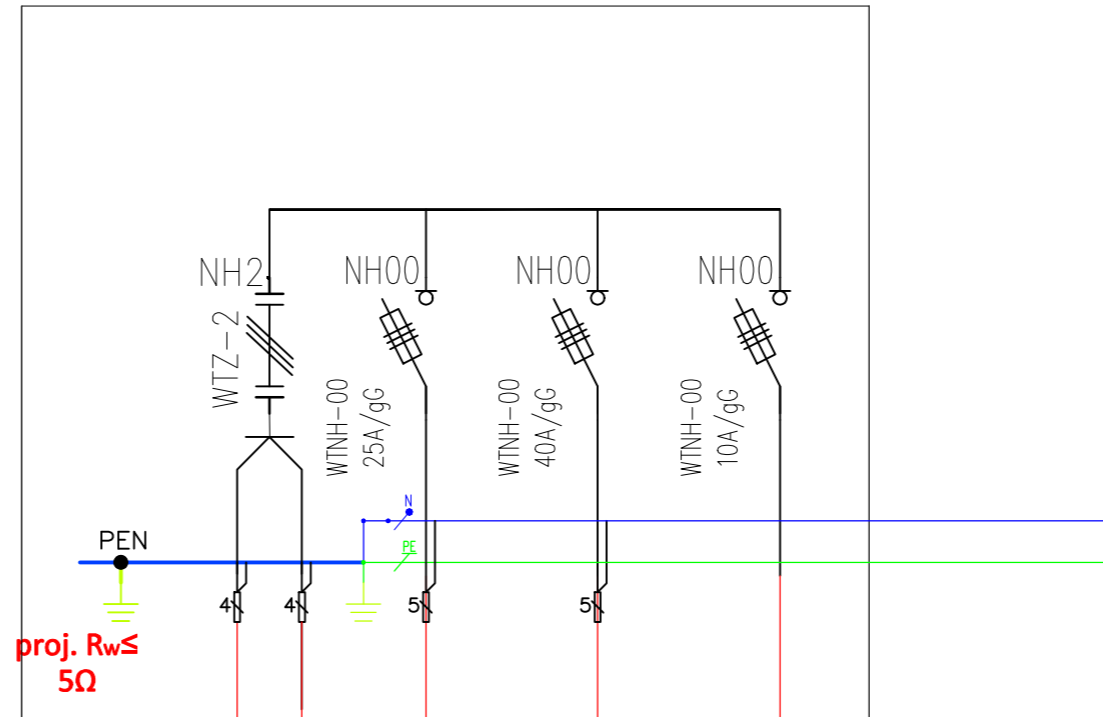 NH2
NH00
NH00
NH00
WTZ-2
WTNH-00
25A/gG
WTNH-00
40A/gG
WTNH-00
10A/gG
N
PEN
PE
4
4
5
5
proj. Rw≤
5Ω